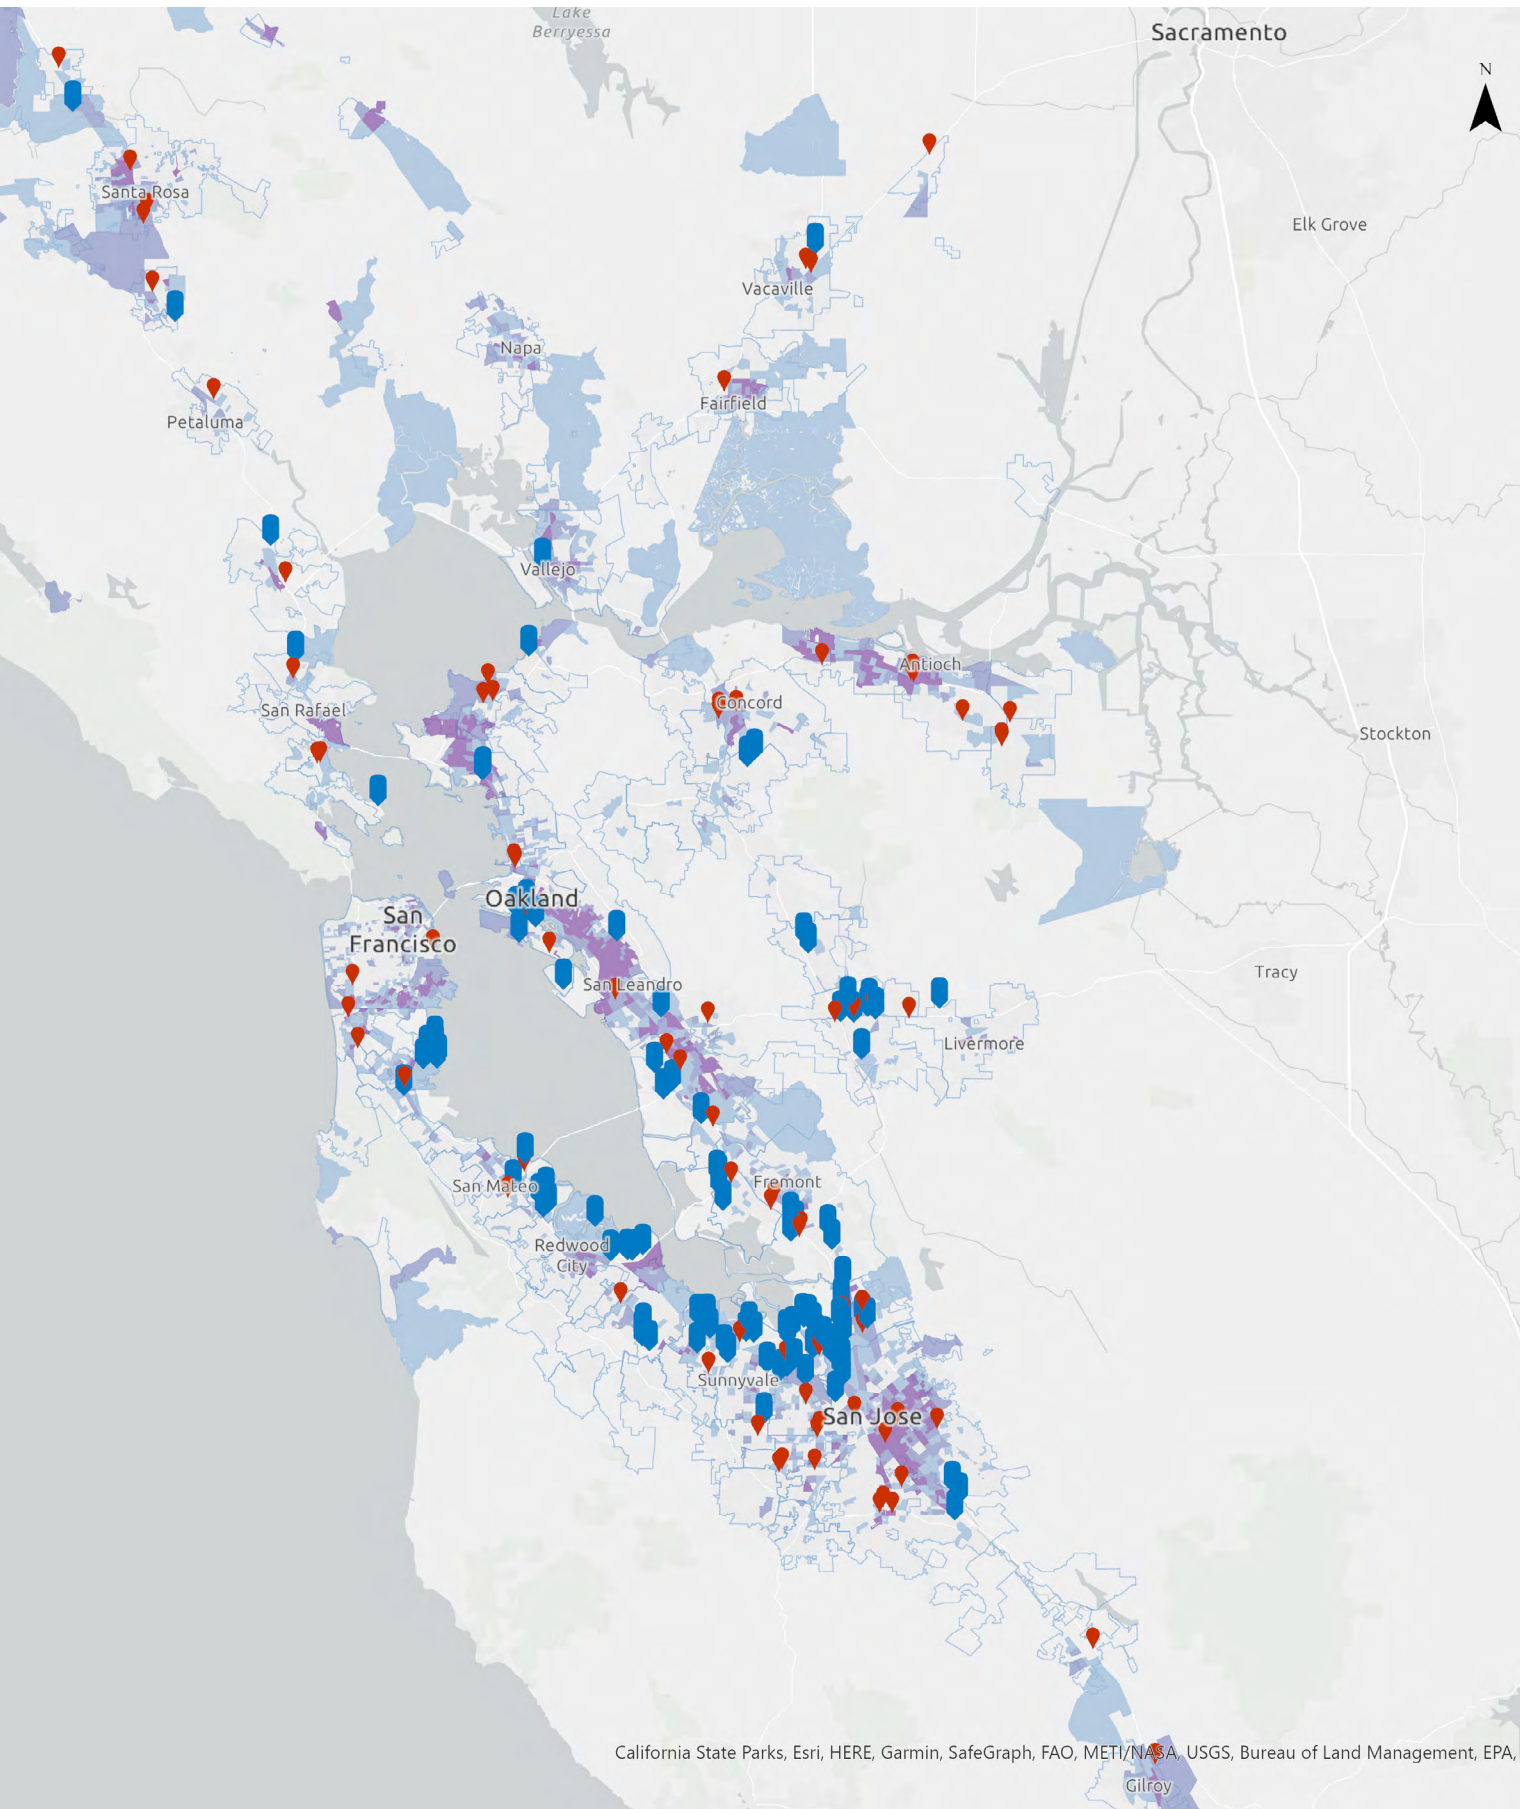 Lake
Berryessa
Sacramento
N
Santa Rosa
Elk Grove
Vacaville
Napa
Fairfield
Petaluma
Vallejo
Antioch
Concord
San Rafael
Stockton
Oakland
San
Francisco
San Leandro
Tracy
Livermore
Fremont
San Mateo
Redwood
City
Sunnyvale
San Jose
California State Parks, Esri, HERE, Garmin, SafeGraph, FAO, METI/NASA, USGS, Bureau of Land Management, EPA,
Gilroy